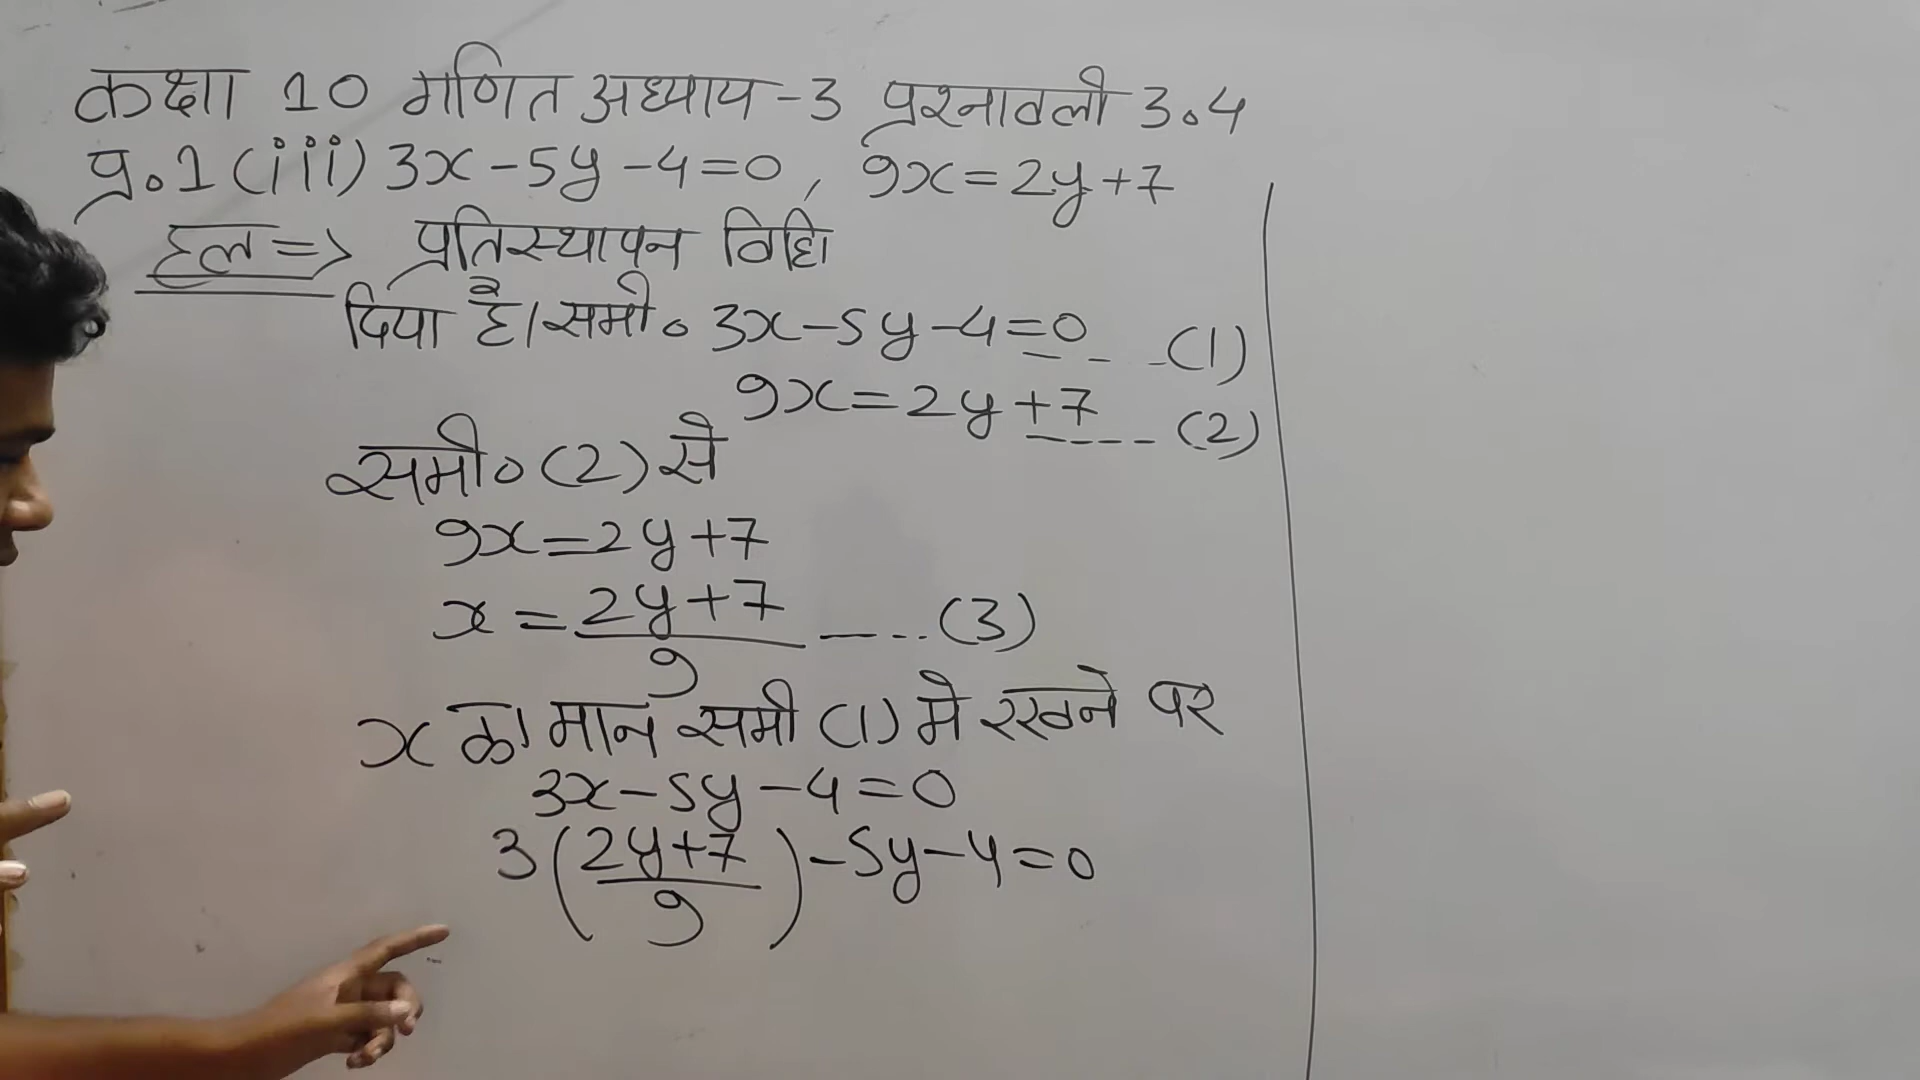 कक्षा 10 गणित अध्याय -3 प्रश्नावली 3.4
प्र.1 (iii) 3x-5y-4=0, 9x=2y+7
हल => प्रतिस्थापन विधि
दिया है। समी० 3x-5y-4=0 ---(1)
9x=2y+7 ----(2)
समी० (2) से
9x=2y+7
x = (2y+7)/9 ----(3)
x का मान समी (1) मे रखने पर
3x-5y-4=0
3((2y+7)/9)-5y-4=0